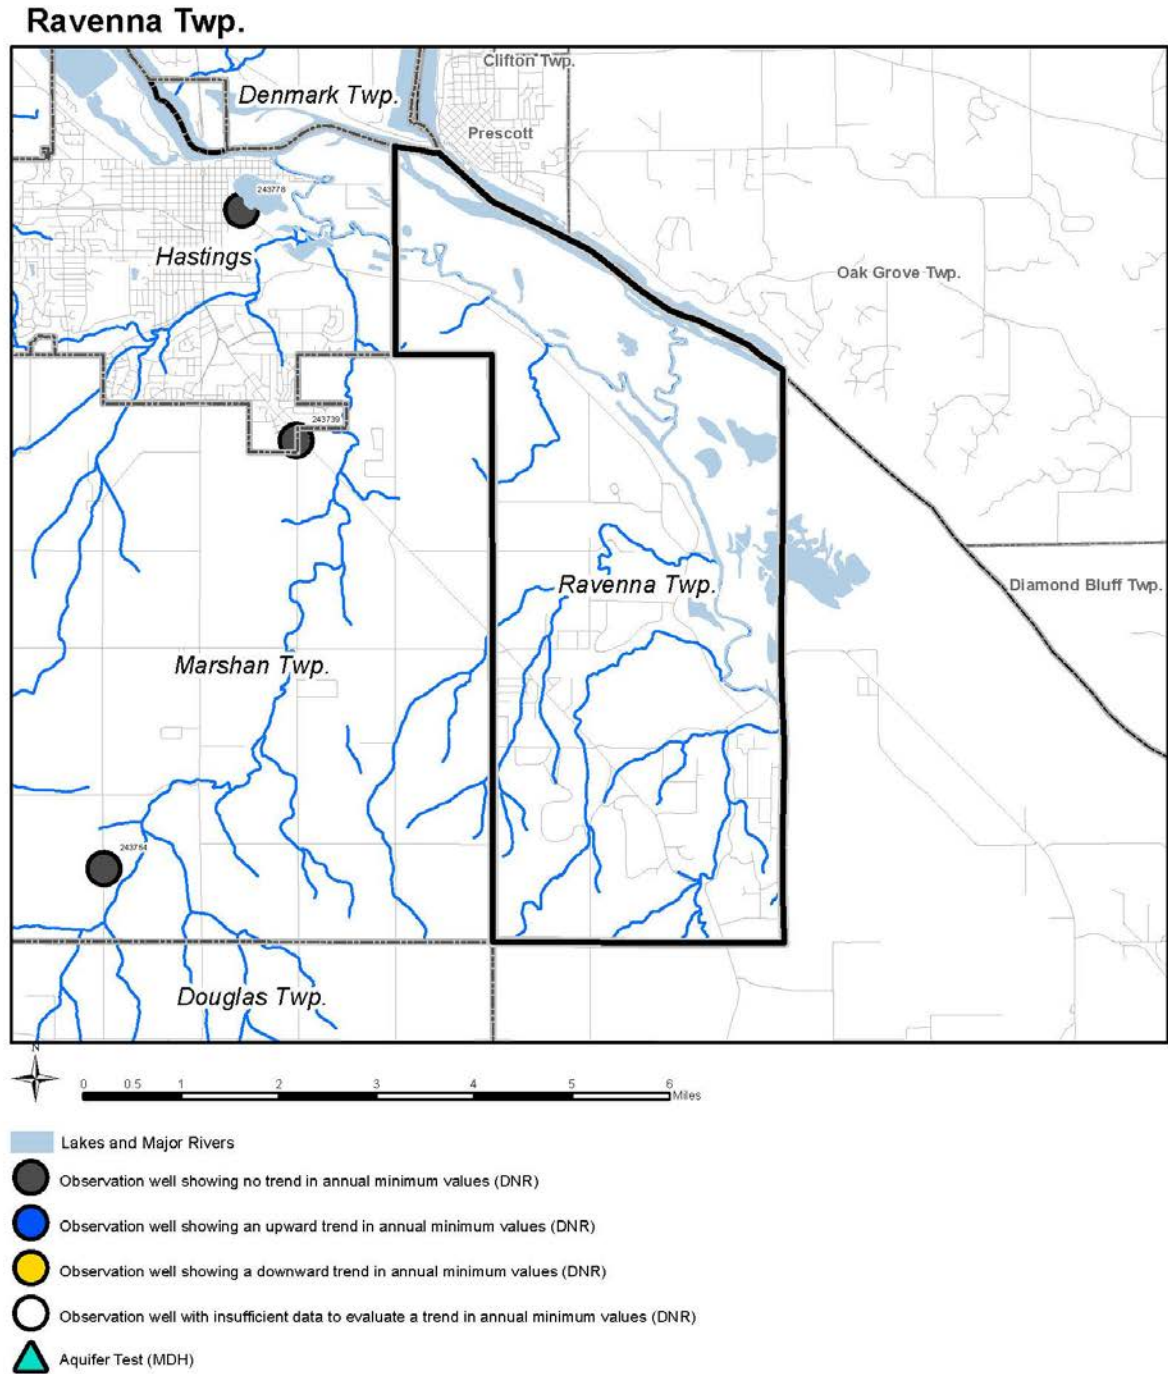 Ravenna Twp.
Clifton Twp.
Denmark Twp.
Prescott
243778
Hastings
Oak Grove Twp.
243739
Ravenna Twp.
Diamond Bluff Twp.
Marshan Twp.
243754
Douglas Twp.
N
0 0.5 1 2 3 4 5 6
Miles
Lakes and Major Rivers
Observation well showing no trend in annual minimum values (DNR)
Observation well showing an upward trend in annual minimum values (DNR)
Observation well showing a downward trend in annual minimum values (DNR)
Observation well with insufficient data to evaluate a trend in annual minimum values (DNR)
Aquifer Test (MDH)